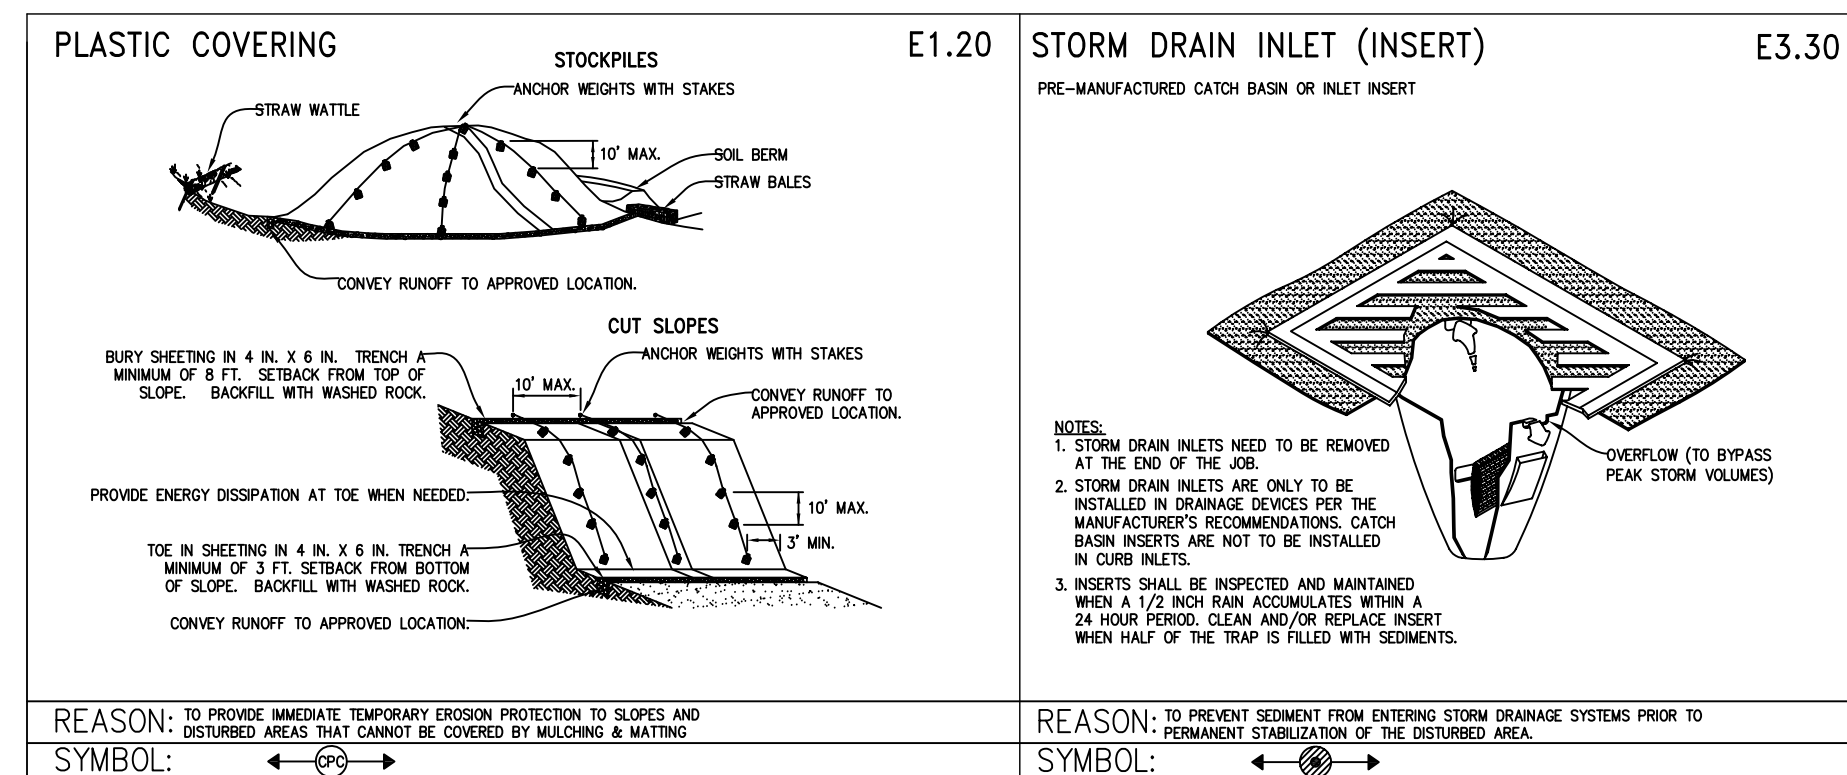 PLASTIC COVERING
E1.20
STOCKPILES
ANCHOR WEIGHTS WITH STAKES
STRAW WATTLE
10' MAX.
SOIL BERM
STRAW BALES
CONVEY RUNOFF TO APPROVED LOCATION.
CUT SLOPES
BURY SHEETING IN 4 IN. X 6 IN. TRENCH A
MINIMUM OF 8 FT. SETBACK FROM TOP OF
SLOPE. BACKFILL WITH WASHED ROCK.
ANCHOR WEIGHTS WITH STAKES
10' MAX.
CONVEY RUNOFF TO
APPROVED LOCATION.
PROVIDE ENERGY DISSIPATION AT TOE WHEN NEEDED.
10' MAX.
3' MIN.
TOE IN SHEETING IN 4 IN. X 6 IN. TRENCH A
MINIMUM OF 3 FT. SETBACK FROM BOTTOM
OF SLOPE. BACKFILL WITH WASHED ROCK.
CONVEY RUNOFF TO APPROVED LOCATION.
REASON: TO PROVIDE IMMEDIATE TEMPORARY EROSION PROTECTION TO SLOPES AND
DISTURBED AREAS THAT CANNOT BE COVERED BY MULCHING & MATTING
SYMBOL: CPC
STORM DRAIN INLET (INSERT)
E3.30
PRE-MANUFACTURED CATCH BASIN OR INLET INSERT
NOTES:
1. STORM DRAIN INLETS NEED TO BE REMOVED
AT THE END OF THE JOB.
2. STORM DRAIN INLETS ARE ONLY TO BE
INSTALLED IN DRAINAGE DEVICES PER THE
MANUFACTURER'S RECOMMENDATIONS. CATCH
BASIN INSERTS ARE NOT TO BE INSTALLED
IN CURB INLETS.
3. INSERTS SHALL BE INSPECTED AND MAINTAINED
WHEN A 1/2 INCH RAIN ACCUMULATES WITHIN A
24 HOUR PERIOD. CLEAN AND/OR REPLACE INSERT
WHEN HALF OF THE TRAP IS FILLED WITH SEDIMENTS.
OVERFLOW (TO BYPASS
PEAK STORM VOLUMES)
REASON: TO PREVENT SEDIMENT FROM ENTERING STORM DRAINAGE SYSTEMS PRIOR TO
PERMANENT STABILIZATION OF THE DISTURBED AREA.
SYMBOL: